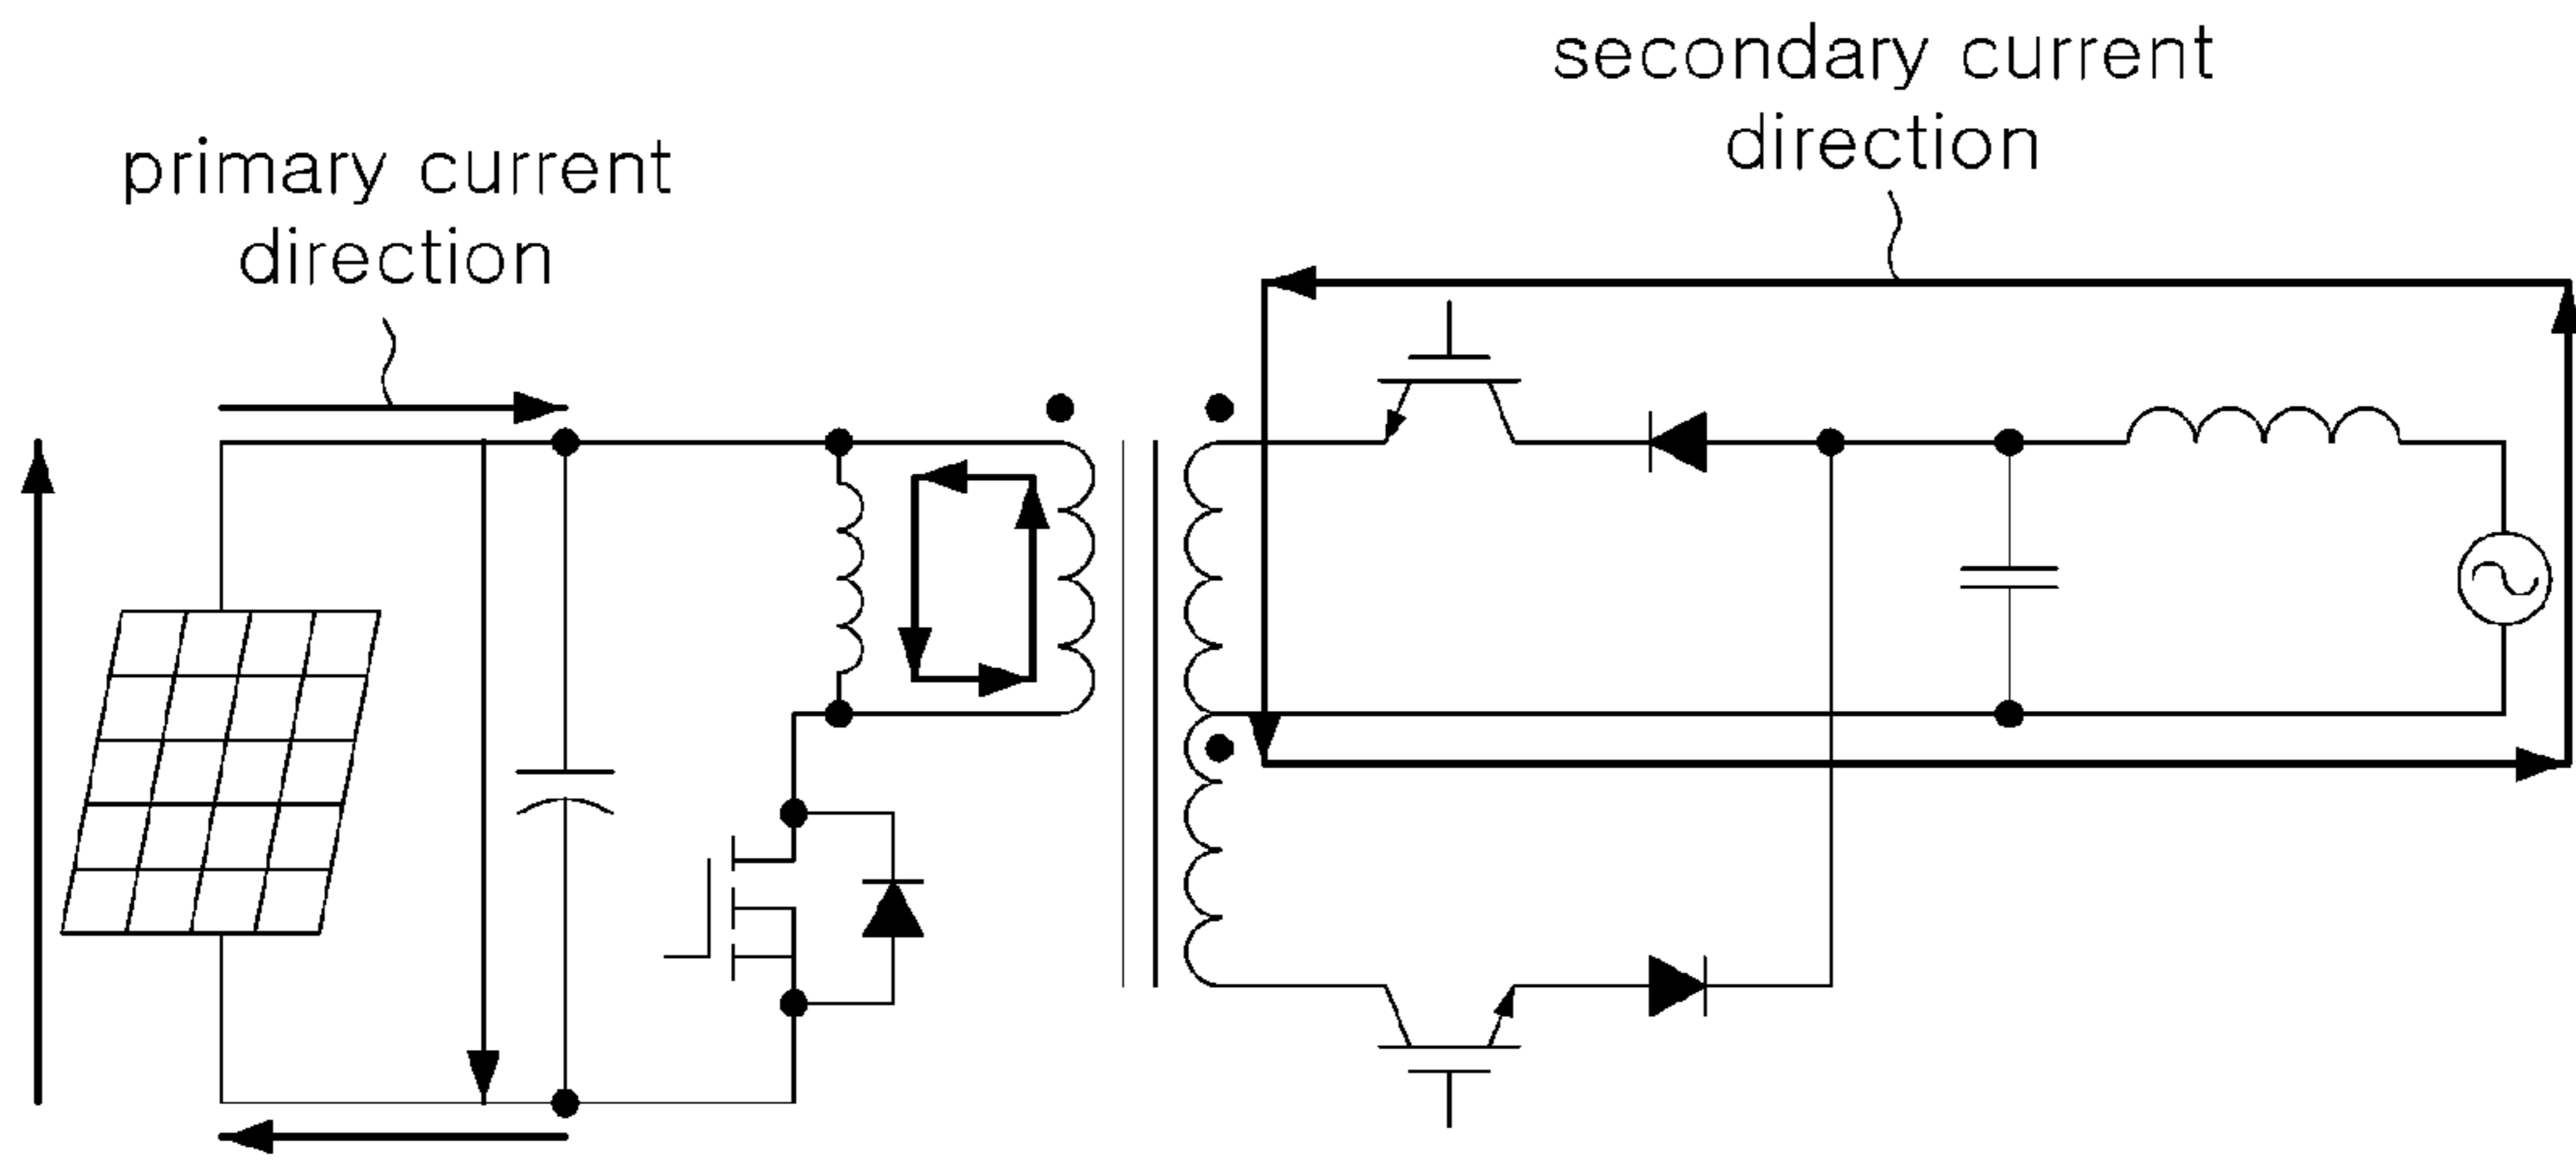 secondary current
direction
primary current
direction